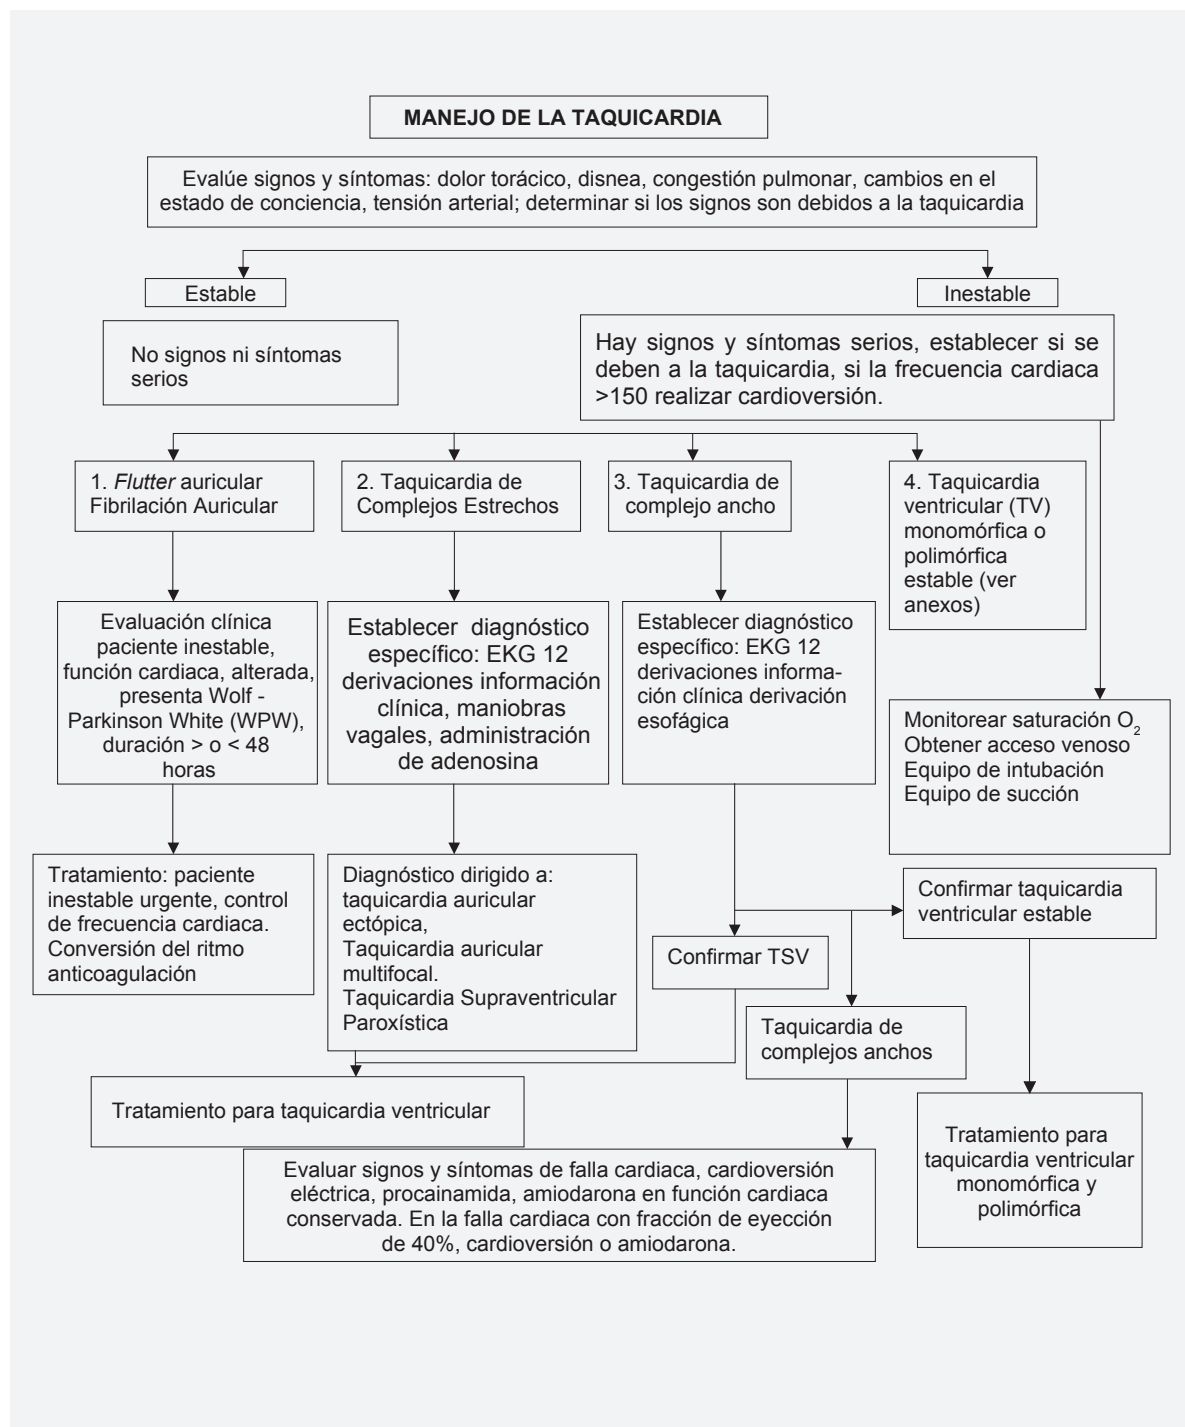 MANEJO DE LA TAQUICARDIA
Evalúe signos y síntomas: dolor torácico, disnea, congestión pulmonar, cambios en el
estado de conciencia, tensión arterial; determinar si los signos son debidos a la taquicardia
Estable
Inestable
No signos ni síntomas
serios
Hay signos y síntomas serios, establecer si se
deben a la taquicardia, si la frecuencia cardiaca
>150 realizar cardioversión.
1. Flutter auricular
Fibrilación Auricular
2. Taquicardia de
Complejos Estrechos
3. Taquicardia de
complejo ancho
4. Taquicardia
ventricular (TV)
monomórfica o
polimórfica
estable (ver
anexos)
Evaluación clínica
paciente inestable,
función cardiaca, alterada,
presenta Wolf -
Parkinson White (WPW),
duración > o < 48
horas
Establecer diagnóstico
específico: EKG 12
derivaciones información
clínica, maniobras
vagales, administración
de adenosina
Establecer diagnóstico
específico: EKG 12
derivaciones informa-
ción clínica derivación
esofágica
Monitorear saturación O2
Obtener acceso venoso
Equipo de intubación
Equipo de succión
Tratamiento: paciente
inestable urgente, control
de frecuencia cardiaca.
Conversión del ritmo
anticoagulación
Diagnóstico dirigido a:
taquicardia auricular
ectópica,
Taquicardia auricular
multifocal.
Taquicardia Supraventricular
Paroxística
Confirmar TSV
Confirmar taquicardia
ventricular estable
Taquicardia de
complejos anchos
Tratamiento para taquicardia ventricular
Tratamiento para
taquicardia ventricular
monomórfica y
polimórfica
Evaluar signos y síntomas de falla cardiaca, cardioversión
eléctrica, procainamida, amiodarona en función cardiaca
conservada. En la falla cardiaca con fracción de eyección
de 40%, cardioversión o amiodarona.